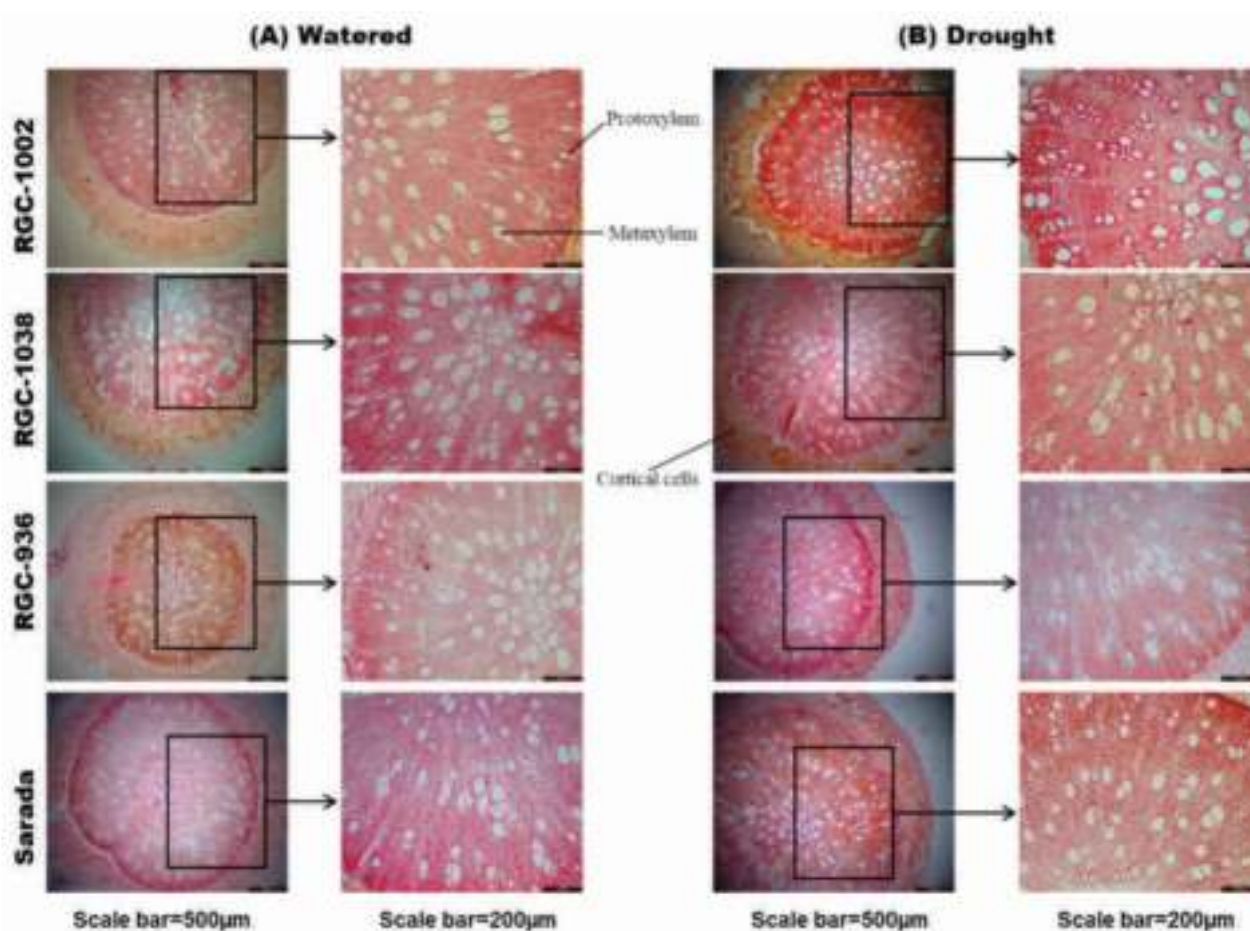 (A) Watered
(B) Drought
RGC-1002
Protoxylem
Metaxylem
RGC-1038
Cortical cells
RGC-936
Sarada
Scale bar=500µm
Scale bar=200µm
Scale bar=500µm
Scale bar=200µm